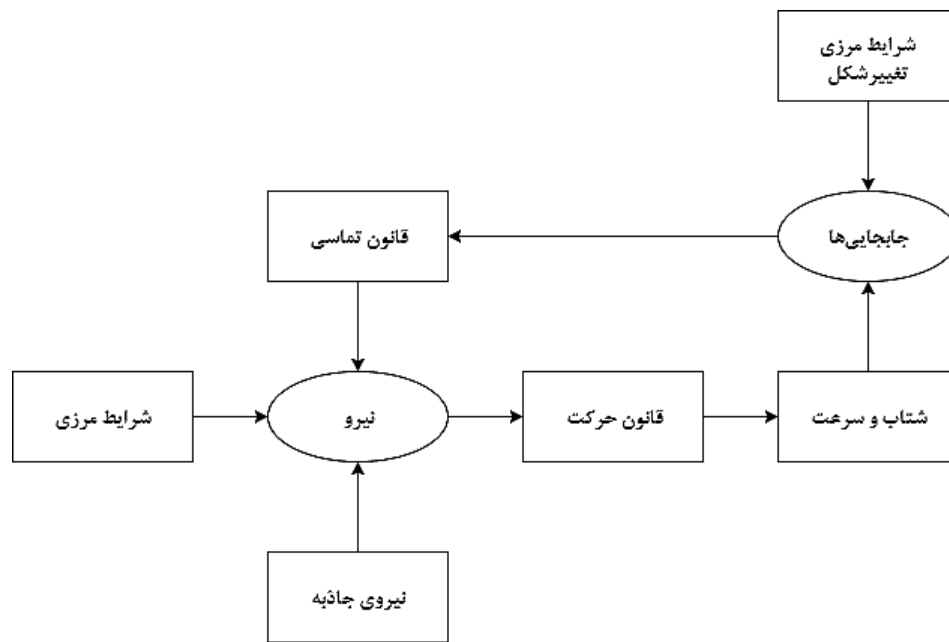 شرایط مرزی
تغییرشکل
جابجایی‌ها
قانون تماسی
شتاب و سرعت
قانون حرکت
نیرو
شرایط مرزی
نیروی جاذبه